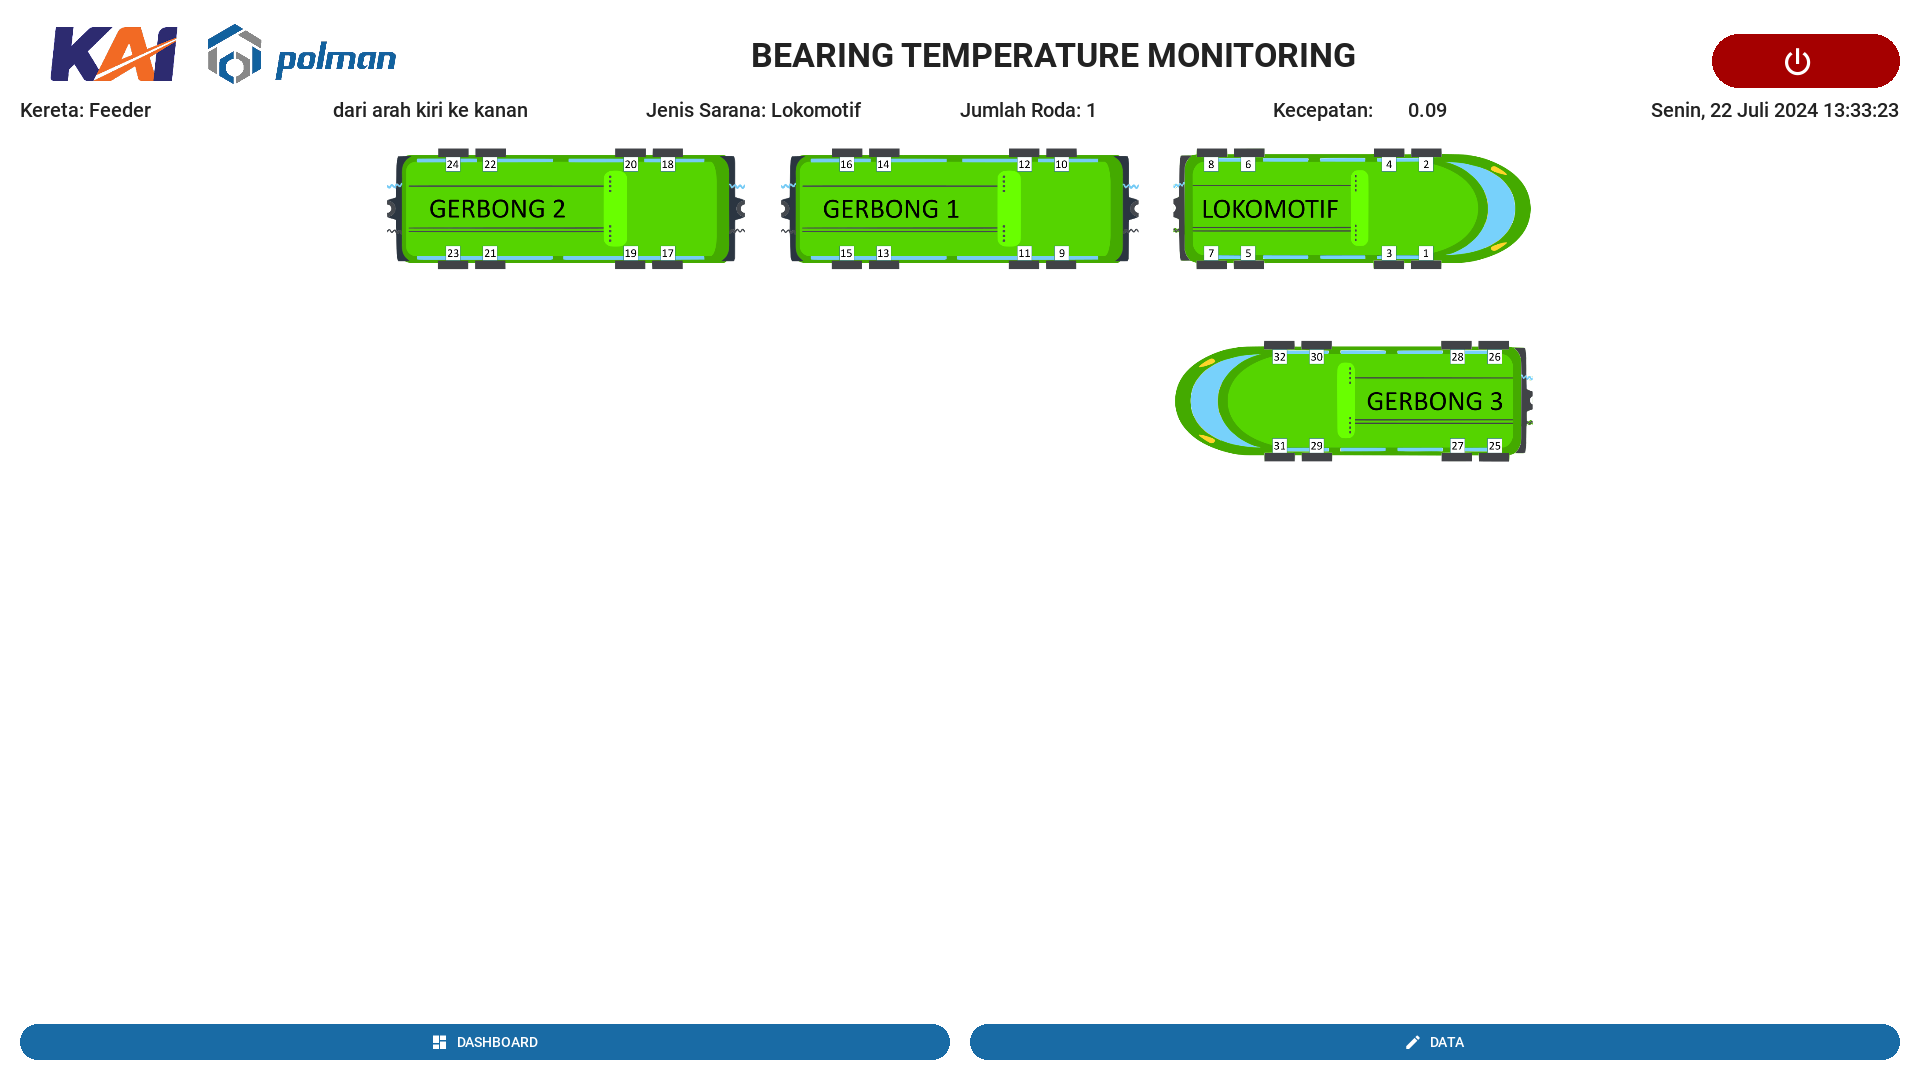 KAI polman BEARING TEMPERATURE MONITORING
Kereta: Feeder dari arah kiri ke kanan Jenis Sarana: Lokomotif Jumlah Roda: 1 Kecepatan: 0.09 Senin, 22 Juli 2024 13:33:23
24 22 20 18 16 14 12 10 8 6 4 2
GERBONG 2 GERBONG 1 LOKOMOTIF
23 21 19 17 15 13 11 9 7 5 3 1
32 30 28 26
GERBONG 3
31 29 27 25
DASHBOARD DATA